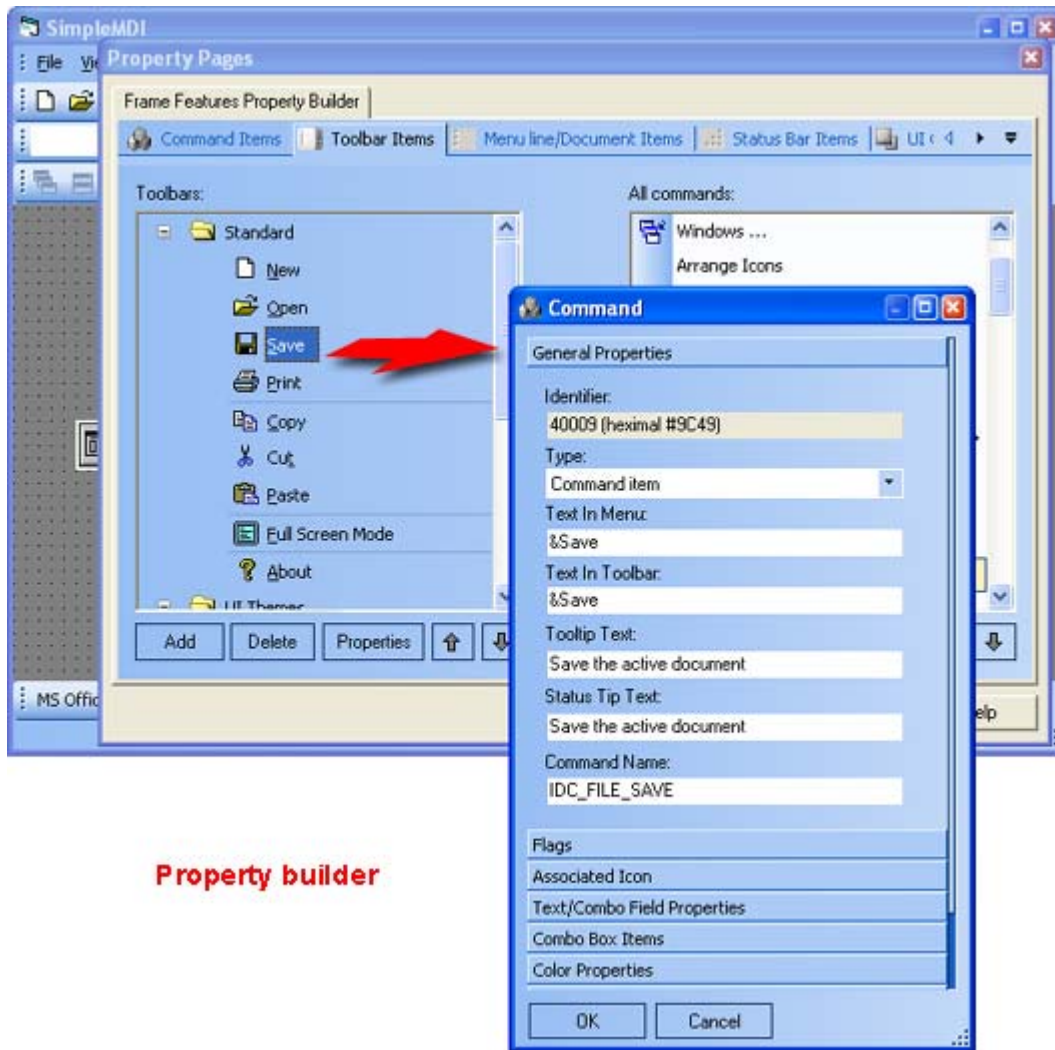 SimpleMDI
File
Property Pages
Frame Features Property Builder
Command Items
Toolbar Items
Menu line/Document Items
Status Bar Items
UI
Toolbars:
All commands:
Standard
New
Open
Save
Print
Copy
Cut
Paste
Full Screen Mode
About
UI Themes
Windows ...
Arrange Icons
Add
Delete
Properties
MS Offic
elp
Command
General Properties
Identifier:
40009 (heximal #9C49)
Type:
Command item
Text In Menu:
&Save
Text In Toolbar:
&Save
Tooltip Text:
Save the active document
Status Tip Text:
Save the active document
Command Name:
IDC_FILE_SAVE
Flags
Associated Icon
Text/Combo Field Properties
Combo Box Items
Color Properties
OK
Cancel
Property builder